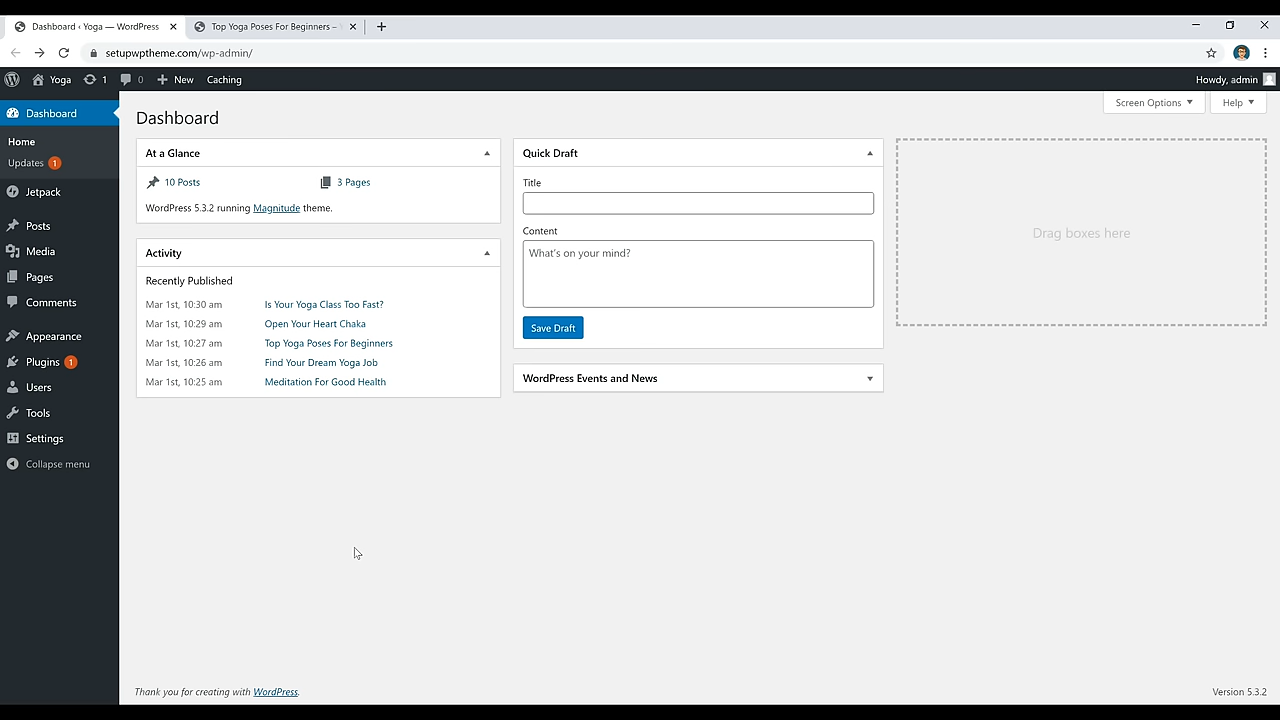 Dashboard ‹ Yoga — WordPress
Top Yoga Poses For Beginners –
setupwptheme.com/wp-admin/
Yoga 1 0 New Caching Howdy, admin
Screen Options Help
Dashboard
Home
Updates 1
Jetpack
Posts
Media
Pages
Comments
Appearance
Plugins 1
Users
Tools
Settings
Collapse menu
Dashboard
At a Glance
10 Posts 3 Pages
WordPress 5.3.2 running Magnitude theme.
Activity
Recently Published
Mar 1st, 10:30 am Is Your Yoga Class Too Fast?
Mar 1st, 10:29 am Open Your Heart Chaka
Mar 1st, 10:27 am Top Yoga Poses For Beginners
Mar 1st, 10:26 am Find Your Dream Yoga Job
Mar 1st, 10:25 am Meditation For Good Health
Quick Draft
Title
Content
What's on your mind?
Save Draft
WordPress Events and News
Drag boxes here
Thank you for creating with WordPress.
Version 5.3.2